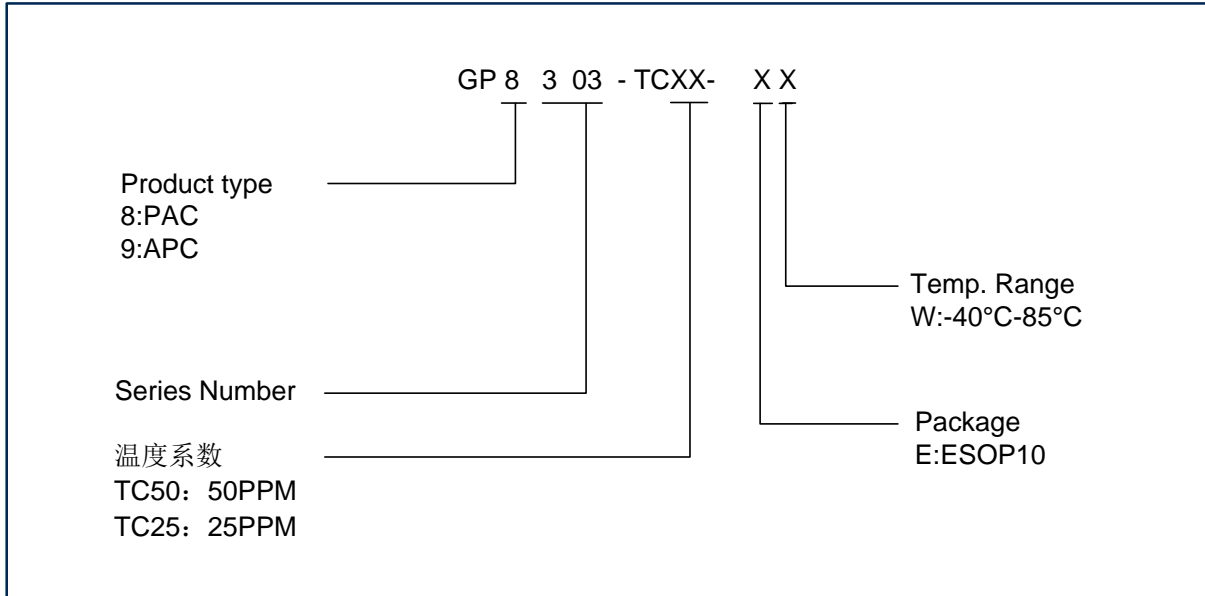 GP 8 3 03 - TCXX- X X
Product type
8:PAC
9:APC
Temp. Range
W:-40°C-85°C
Series Number
Package
E:ESOP10
温度系数
TC50：50PPM
TC25：25PPM